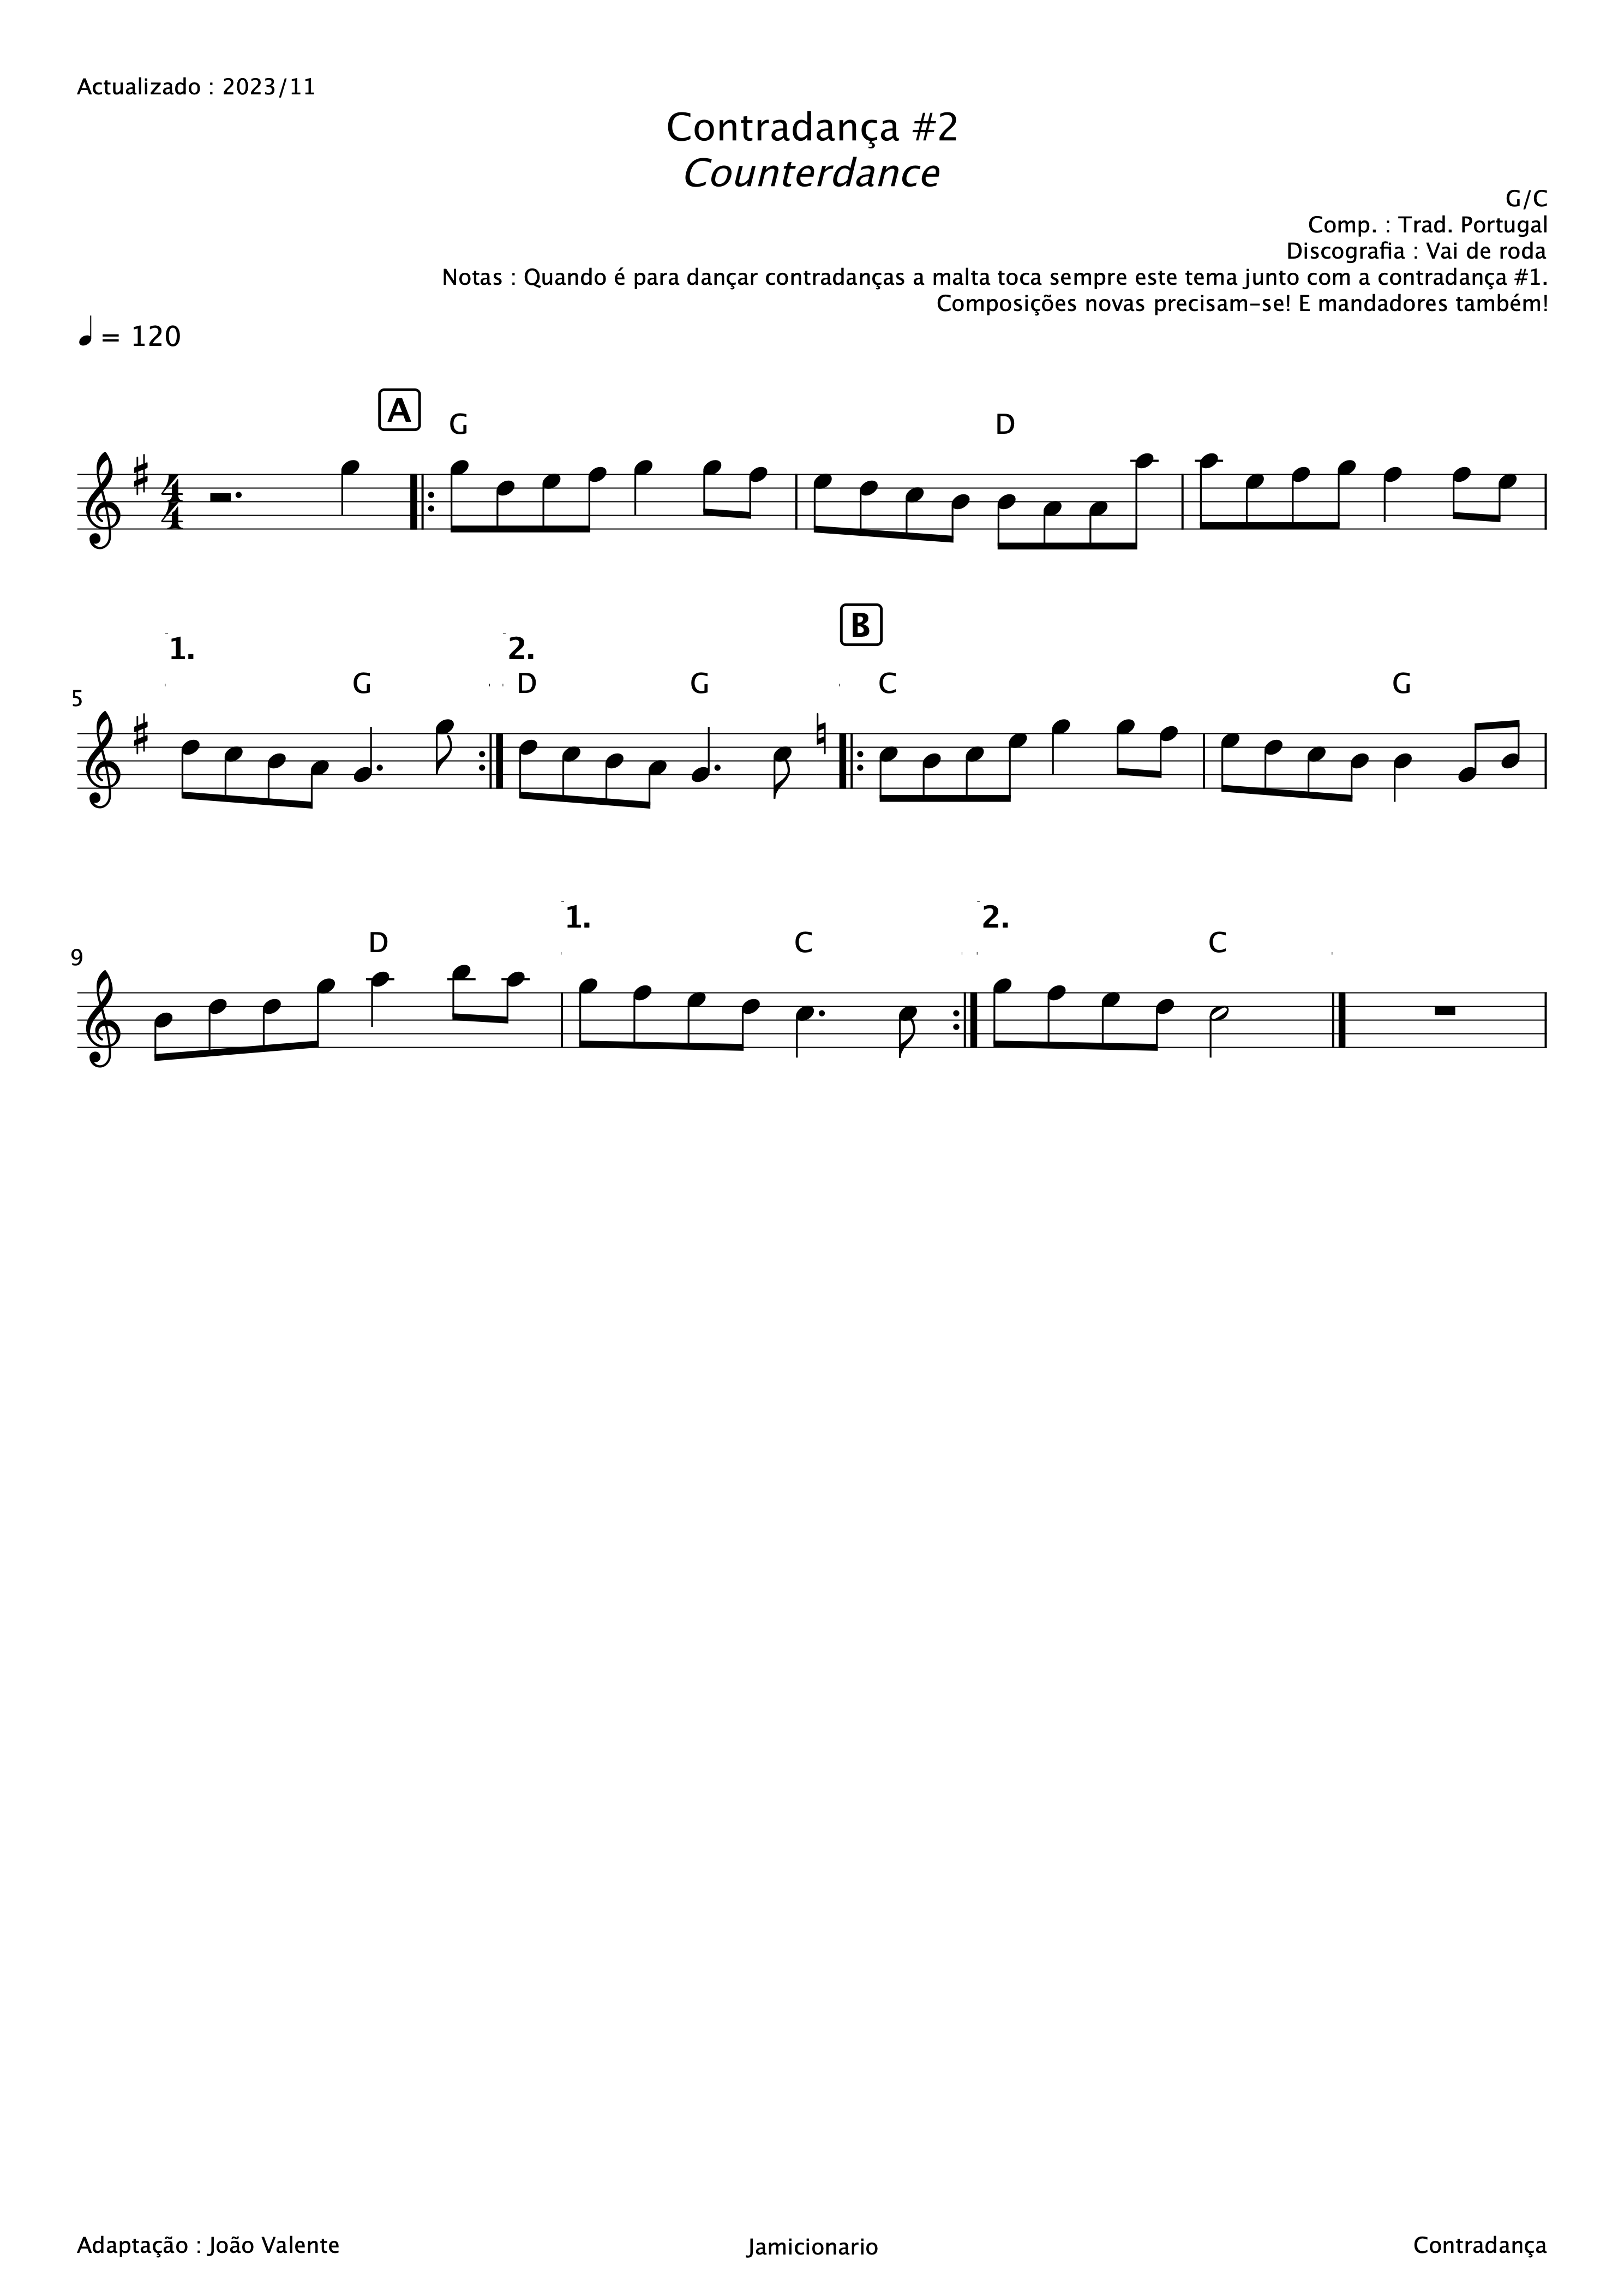 Actualizado : 2023/11
Contradança #2
Counterdance
G/C
Comp. : Trad. Portugal
Discografia : Vai de roda
Notas : Quando é para dançar contradanças a malta toca sempre este tema junto com a contradança #1.
Composições novas precisam-se! E mandadores também!
= 120
A
G D
4
4
B
1. 2.
5 G D G C G
1. 2.
9 D C C
Adaptação : João Valente Jamicionario Contradança